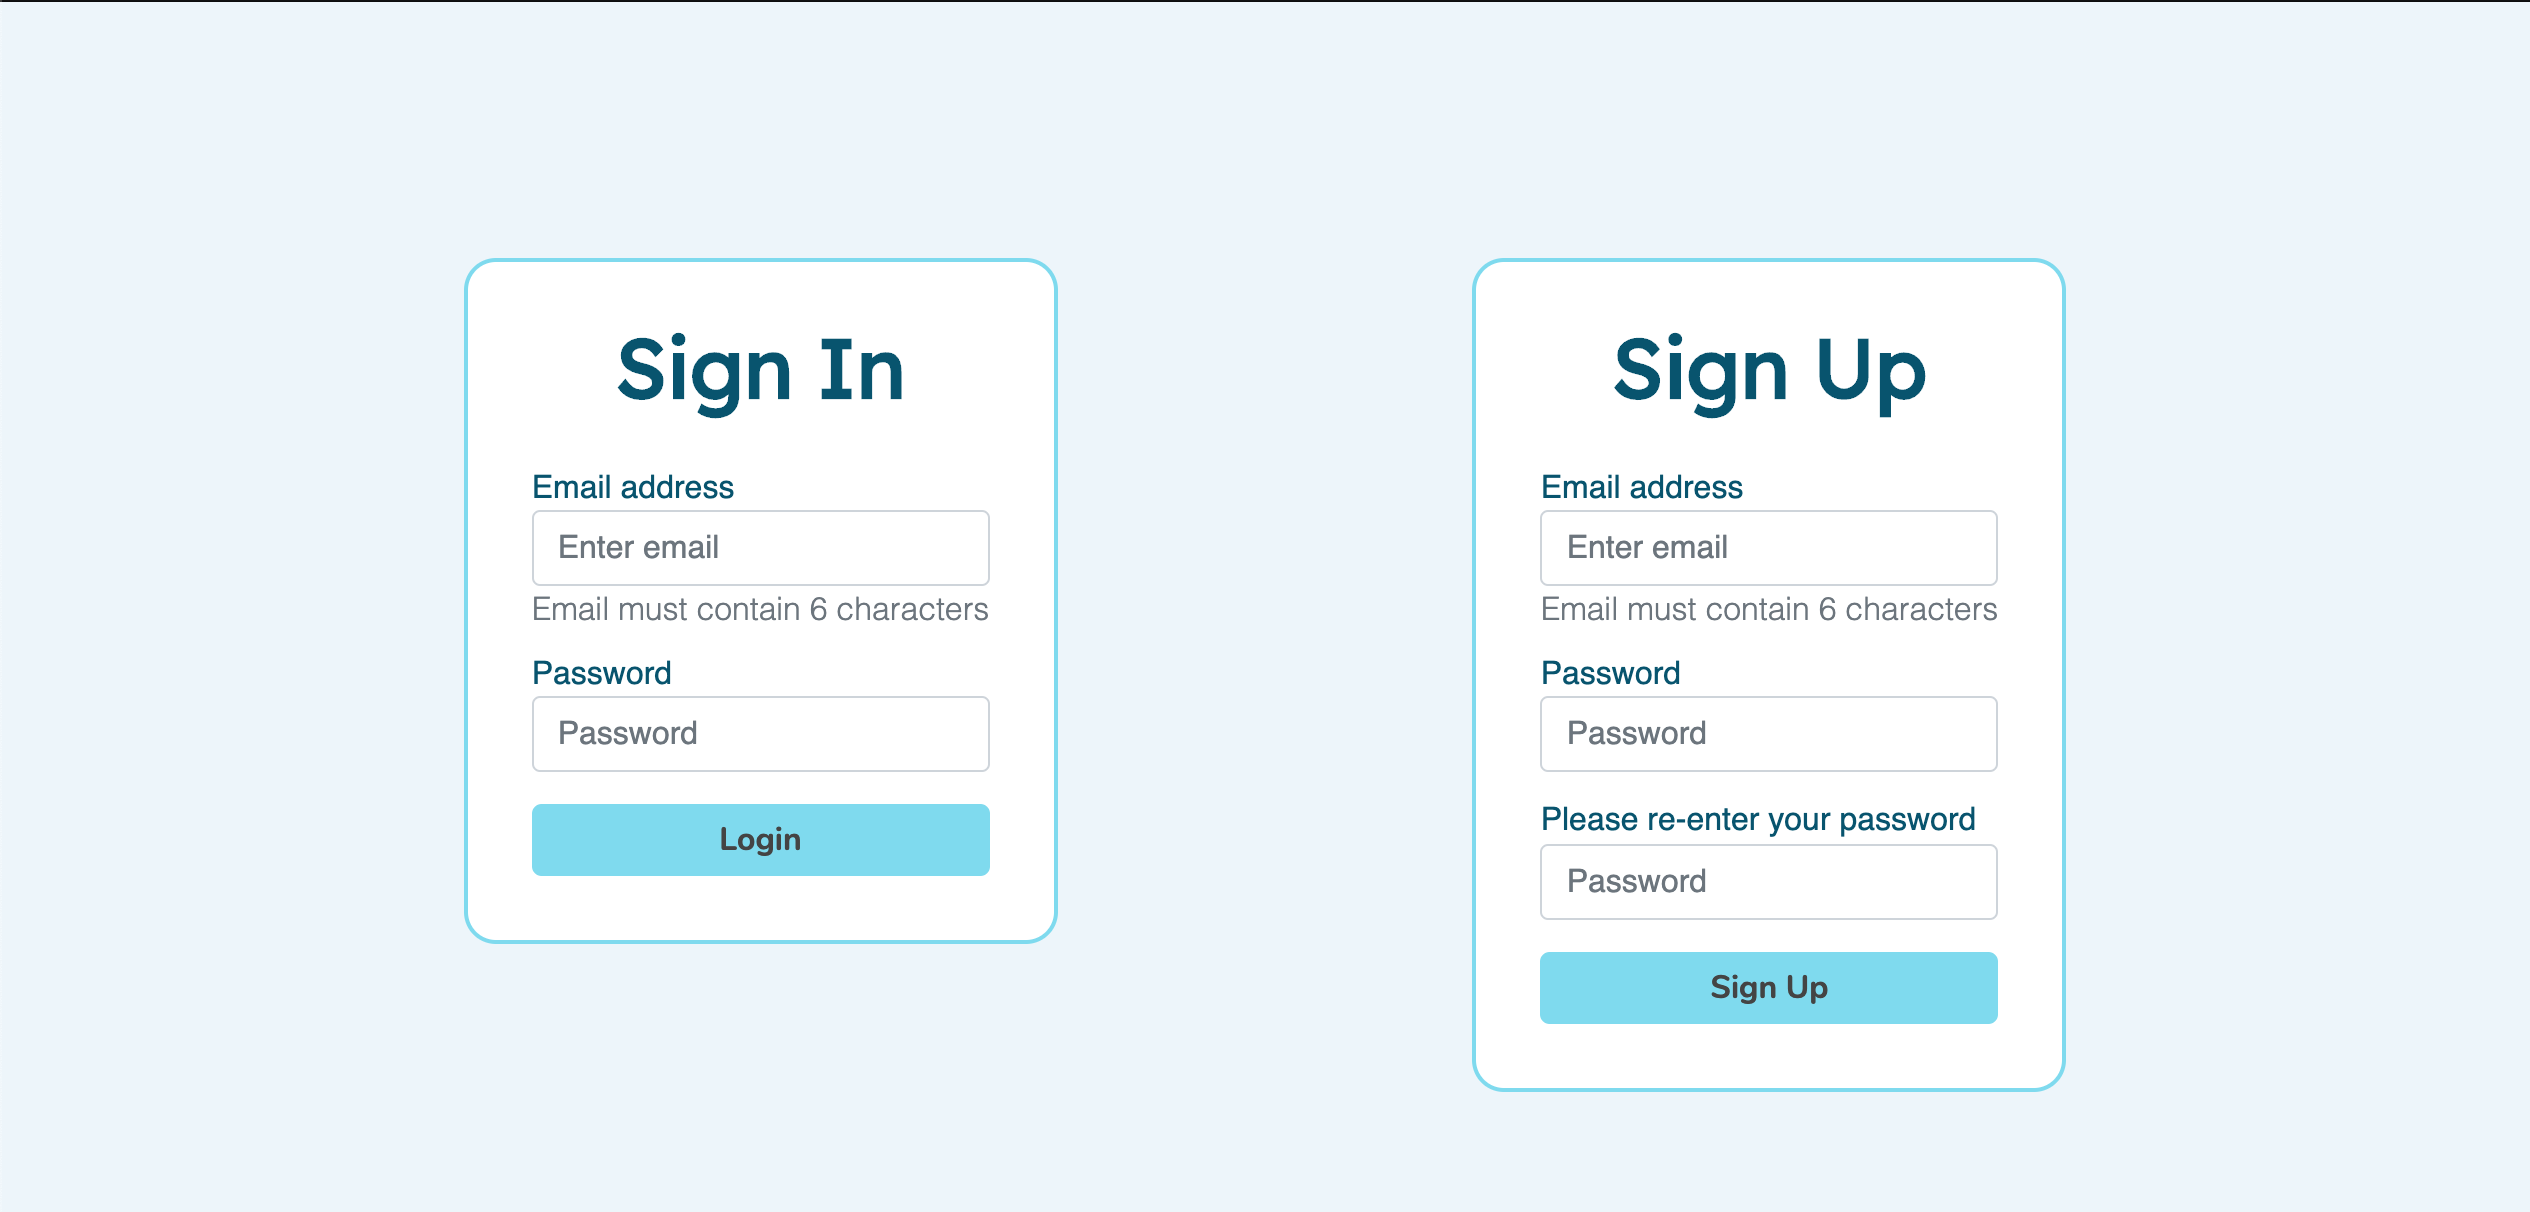 Sign In
Email address
Enter email
Email must contain 6 characters
Password
Password
Login
Sign Up
Email address
Enter email
Email must contain 6 characters
Password
Password
Please re-enter your password
Password
Sign Up